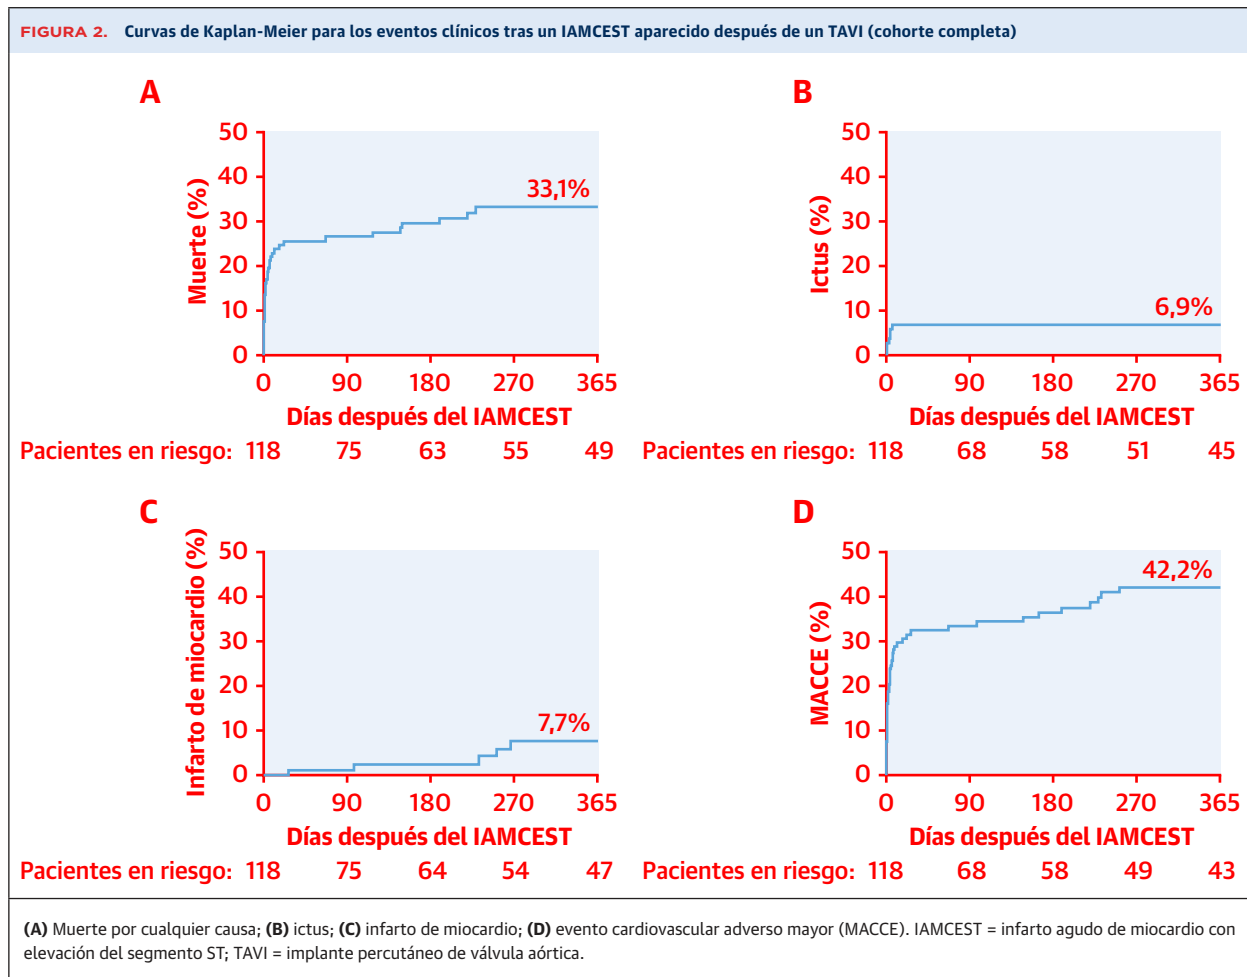 FIGURA 2. Curvas de Kaplan-Meier para los eventos clínicos tras un IAMCEST aparecido después de un TAVI (cohorte completa)
A
Muerte (%)
50
40
30
20
10
0
33,1%
0 90 180 270 365
Días después del IAMCEST
Pacientes en riesgo: 118 75 63 55 49
B
Ictus (%)
50
40
30
20
10
0
6,9%
0 90 180 270 365
Días después del IAMCEST
Pacientes en riesgo: 118 68 58 51 45
C
Infarto de miocardio (%)
50
40
30
20
10
0
7,7%
0 90 180 270 365
Días después del IAMCEST
Pacientes en riesgo: 118 75 64 54 47
D
MACCE (%)
50
40
30
20
10
0
42,2%
0 90 180 270 365
Días después del IAMCEST
Pacientes en riesgo: 118 68 58 49 43
(A) Muerte por cualquier causa; (B) ictus; (C) infarto de miocardio; (D) evento cardiovascular adverso mayor (MACCE). IAMCEST = infarto agudo de miocardio con
elevación del segmento ST; TAVI = implante percutáneo de válvula aórtica.